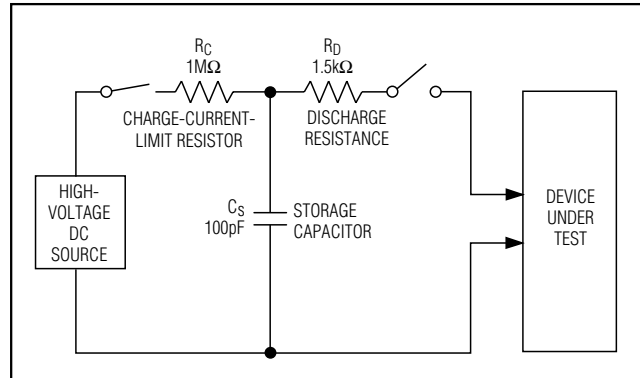 R_C
1MΩ
CHARGE-CURRENT-
LIMIT RESISTOR
R_D
1.5kΩ
DISCHARGE
RESISTANCE
HIGH-
VOLTAGE
DC
SOURCE
C_S
100pF
STORAGE
CAPACITOR
DEVICE
UNDER
TEST